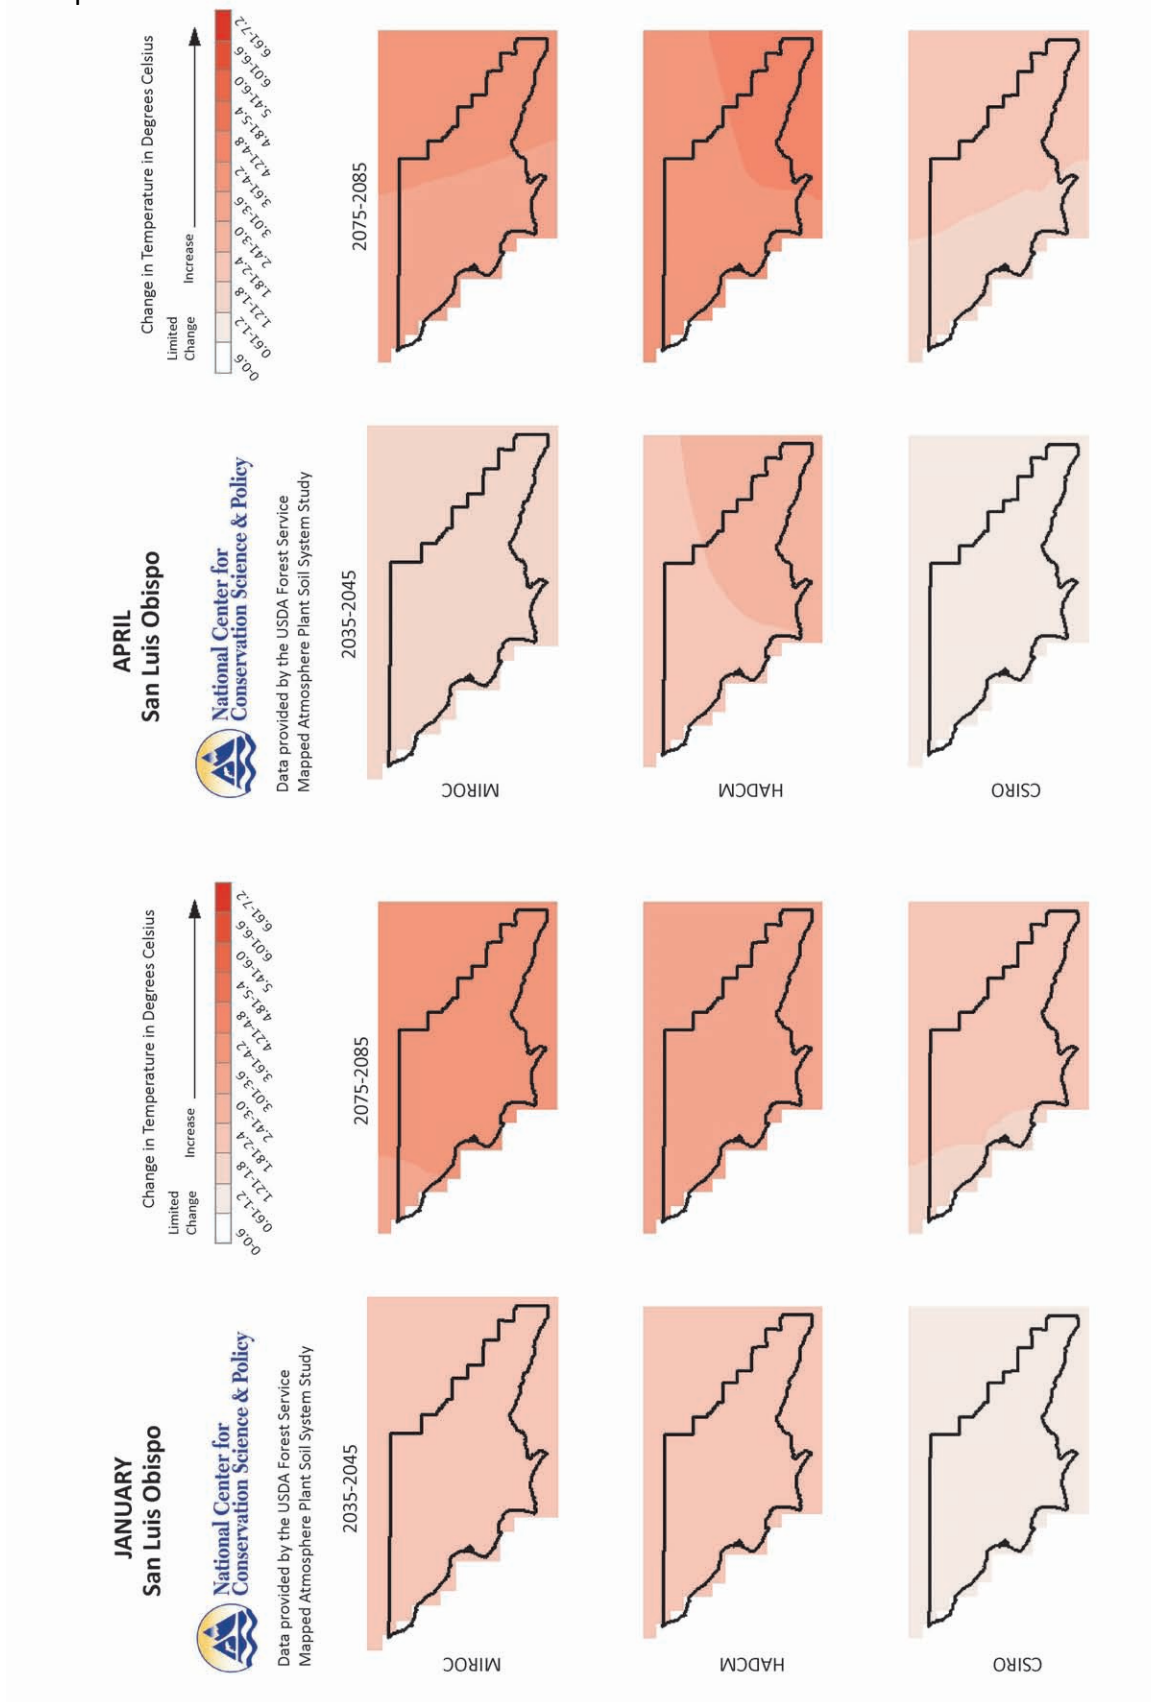 JANUARY
San Luis Obispo
National Center for
Conservation Science & Policy
Data provided by the USDA Forest Service
Mapped Atmosphere Plant Soil System Study
Change in Temperature in Degrees Celsius
Limited
Change
Increase
0-0.6
0.61-1.2
1.21-1.8
1.81-2.4
2.41-3.0
3.01-3.6
3.61-4.2
4.21-4.8
4.81-5.4
5.41-6.0
6.01-6.6
6.61-7.2
2035-2045
2075-2085
MIROC
HADCM
CSIRO
APRIL
San Luis Obispo
National Center for
Conservation Science & Policy
Data provided by the USDA Forest Service
Mapped Atmosphere Plant Soil System Study
Change in Temperature in Degrees Celsius
Limited
Change
Increase
0-0.6
0.61-1.2
1.21-1.8
1.81-2.4
2.41-3.0
3.01-3.6
3.61-4.2
4.21-4.8
4.81-5.4
5.41-6.0
6.01-6.6
6.61-7.2
2035-2045
2075-2085
MIROC
HADCM
CSIRO